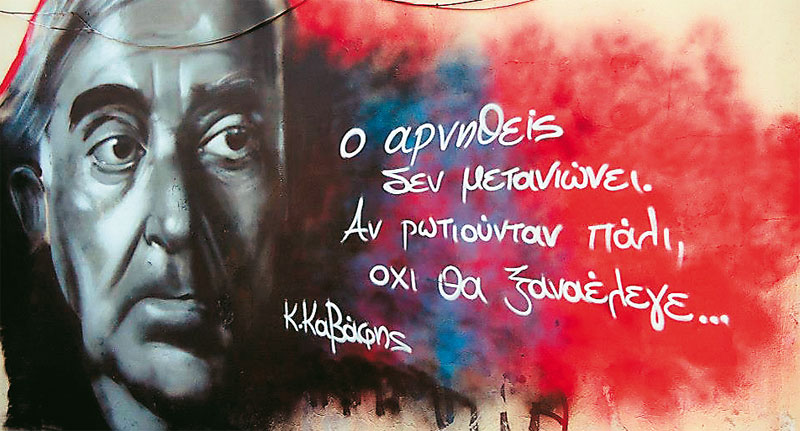 Ο αρνηθείς
δεν μετανιώνει.
Αν ρωτιούνταν πάλι,
όχι θα ξαναέλεγε...
Κ.Καβάφης